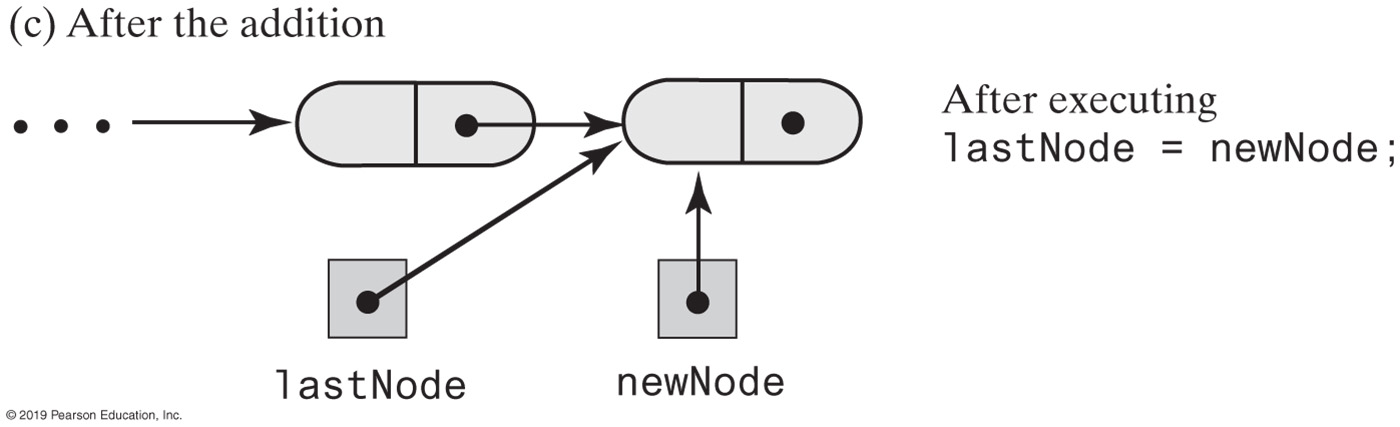 (c) After the addition
After executing
lastNode = newNode;
lastNode
newNode
© 2019 Pearson Education, Inc.